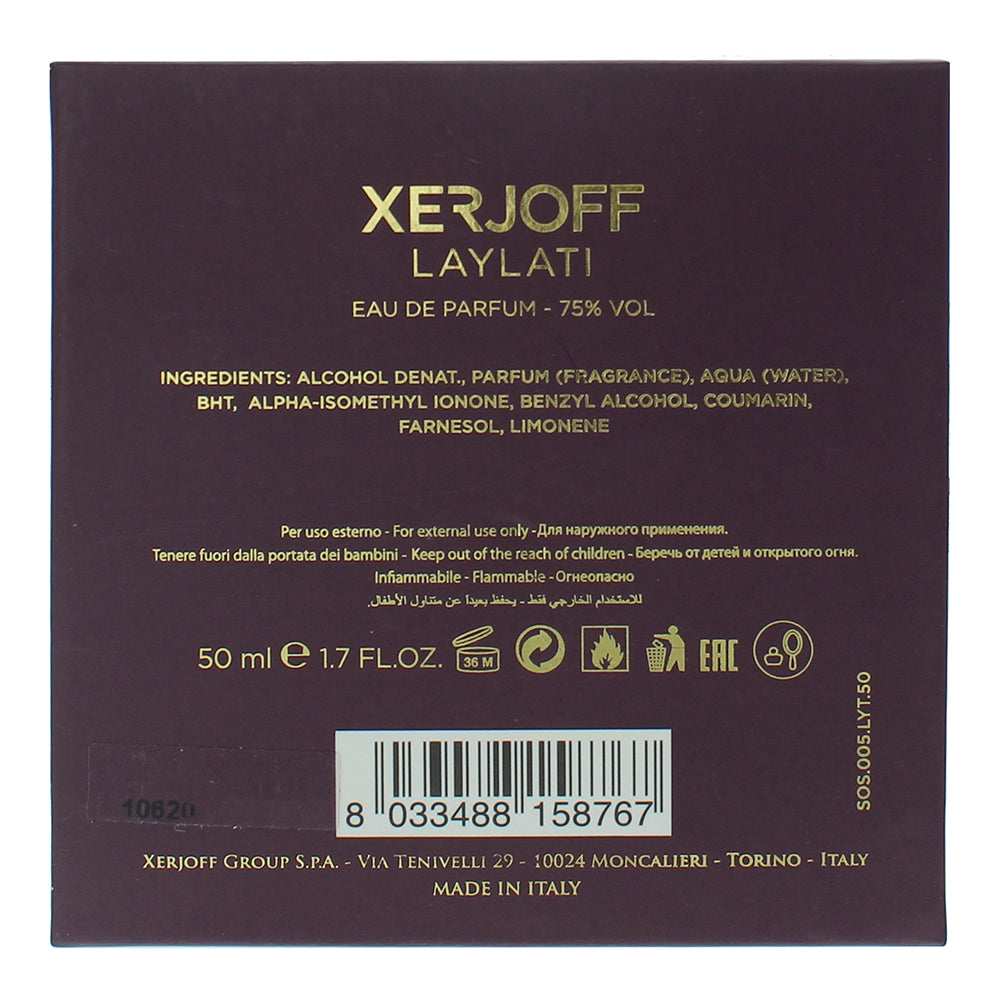 XERJOFF
LAYLATI
EAU DE PARFUM - 75% VOL
INGREDIENTS: ALCOHOL DENAT., PARFUM (FRAGRANCE), AQUA (WATER),
BHT, ALPHA-ISOMETHYL IONONE, BENZYL ALCOHOL, COUMARIN,
FARNESOL, LIMONENE
Per uso esterno - For external use only -Для наружного применения.
Tenere fuori dalla portata dei bambini - Keep out of the reach of children - Беречь от детей и открытого огня.
Infiammabile - Flammable - Огнеопасно
للاستخدام الخارجي فقط - يحفظ بعيداً عن متناول الأطفال.
50 ml ℮ 1.7 FL.OZ. 36 M EAC
SOS.005.LYT.50
10620
8 033488 158767
XERJOFF GROUP S.P.A. - VIA TENIVELLI 29 - 10024 MONCALIERI - TORINO - ITALY
MADE IN ITALY